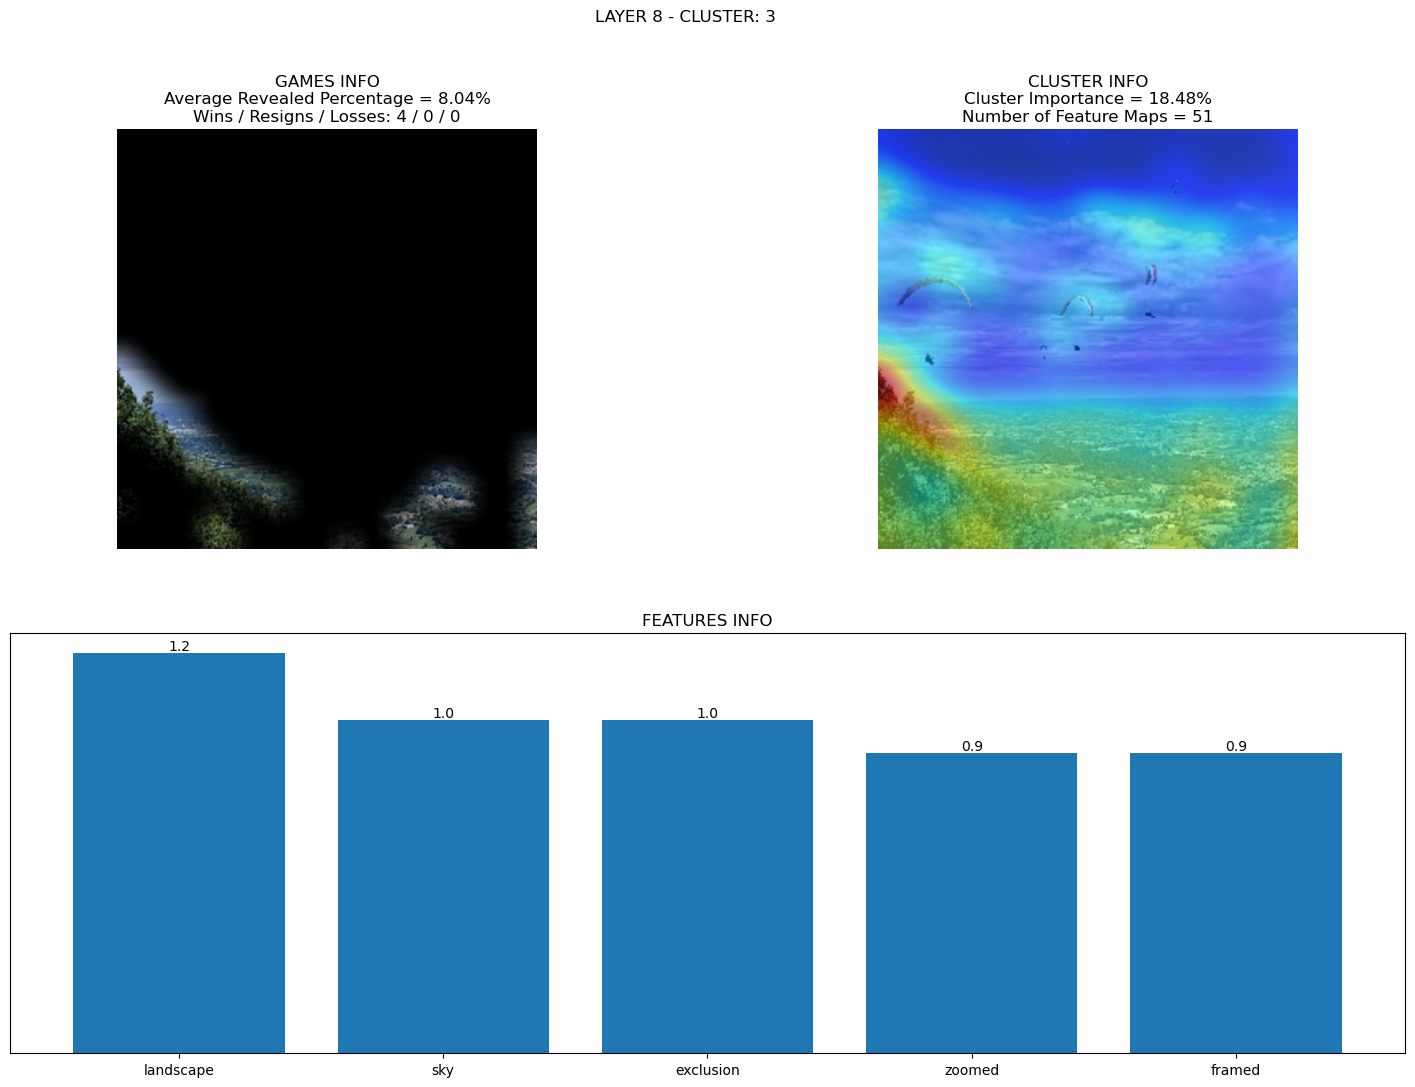 LAYER 8 - CLUSTER: 3
GAMES INFO
Average Revealed Percentage = 8.04%
Wins / Resigns / Losses: 4 / 0 / 0
CLUSTER INFO
Cluster Importance = 18.48%
Number of Feature Maps = 51
FEATURES INFO
1.2
1.0
1.0
0.9
0.9
landscape
sky
exclusion
zoomed
framed